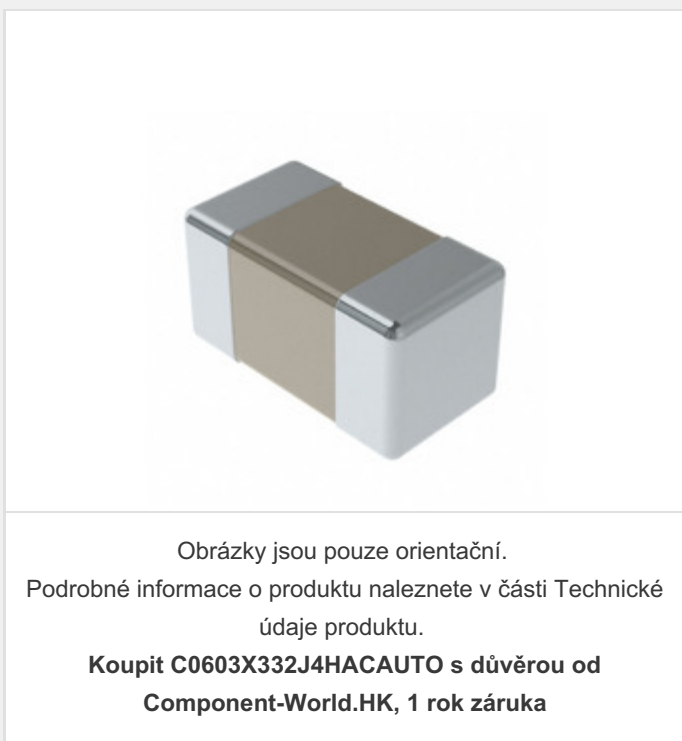 Obrázky jsou pouze orientační.
Podrobné informace o produktu naleznete v části Technické
údaje produktu.
Koupit C0603X332J4HACAUTO s důvěrou od
Component-World.HK, 1 rok záruka